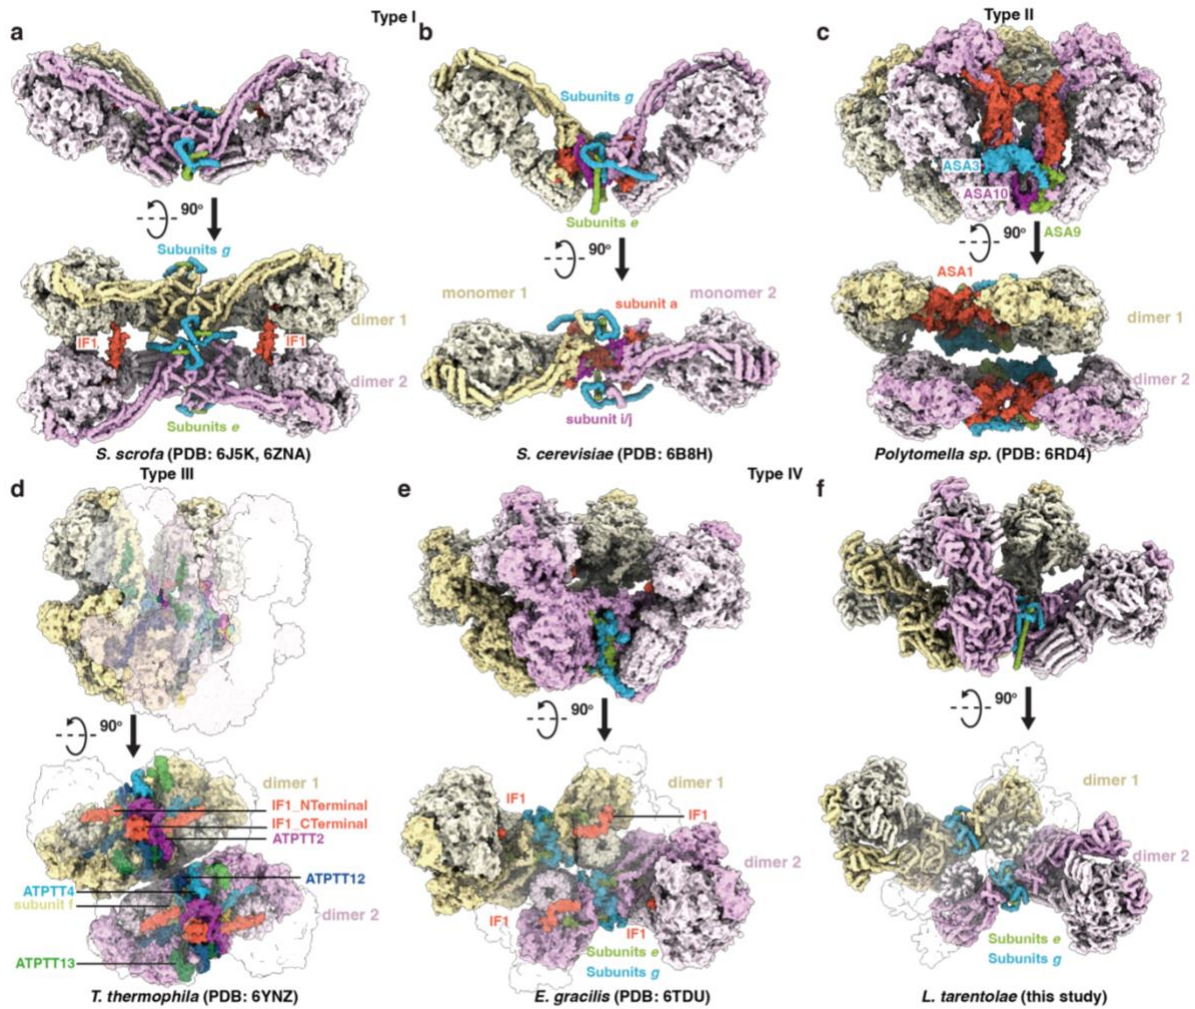 Type I
a
b
Type II
c
Subunits g
ASA3
ASA10
Subunits e
90°
90°
90°
ASA9
Subunits g
ASA1
monomer 1
subunit a
monomer 2
dimer 1
dimer 1
IF1
IF1
dimer 2
dimer 2
subunit i/j
Subunits e
S. scrofa (PDB: 6J5K, 6ZNA)
S. cerevisiae (PDB: 6B8H)
Polytomella sp. (PDB: 6RD4)
Type III
Type IV
d
e
f
90°
90°
90°
dimer 1
dimer 1
dimer 1
IF1_NTerminal
IF1_CTerminal
ATPTT2
IF1
IF1
ATPTT12
dimer 2
dimer 2
ATPTT4
subunit f
dimer 2
IF1
IF1
Subunits e
Subunits g
Subunits e
Subunits g
ATPTT13
T. thermophila (PDB: 6YNZ)
E. gracilis (PDB: 6TDU)
L. tarentolae (this study)